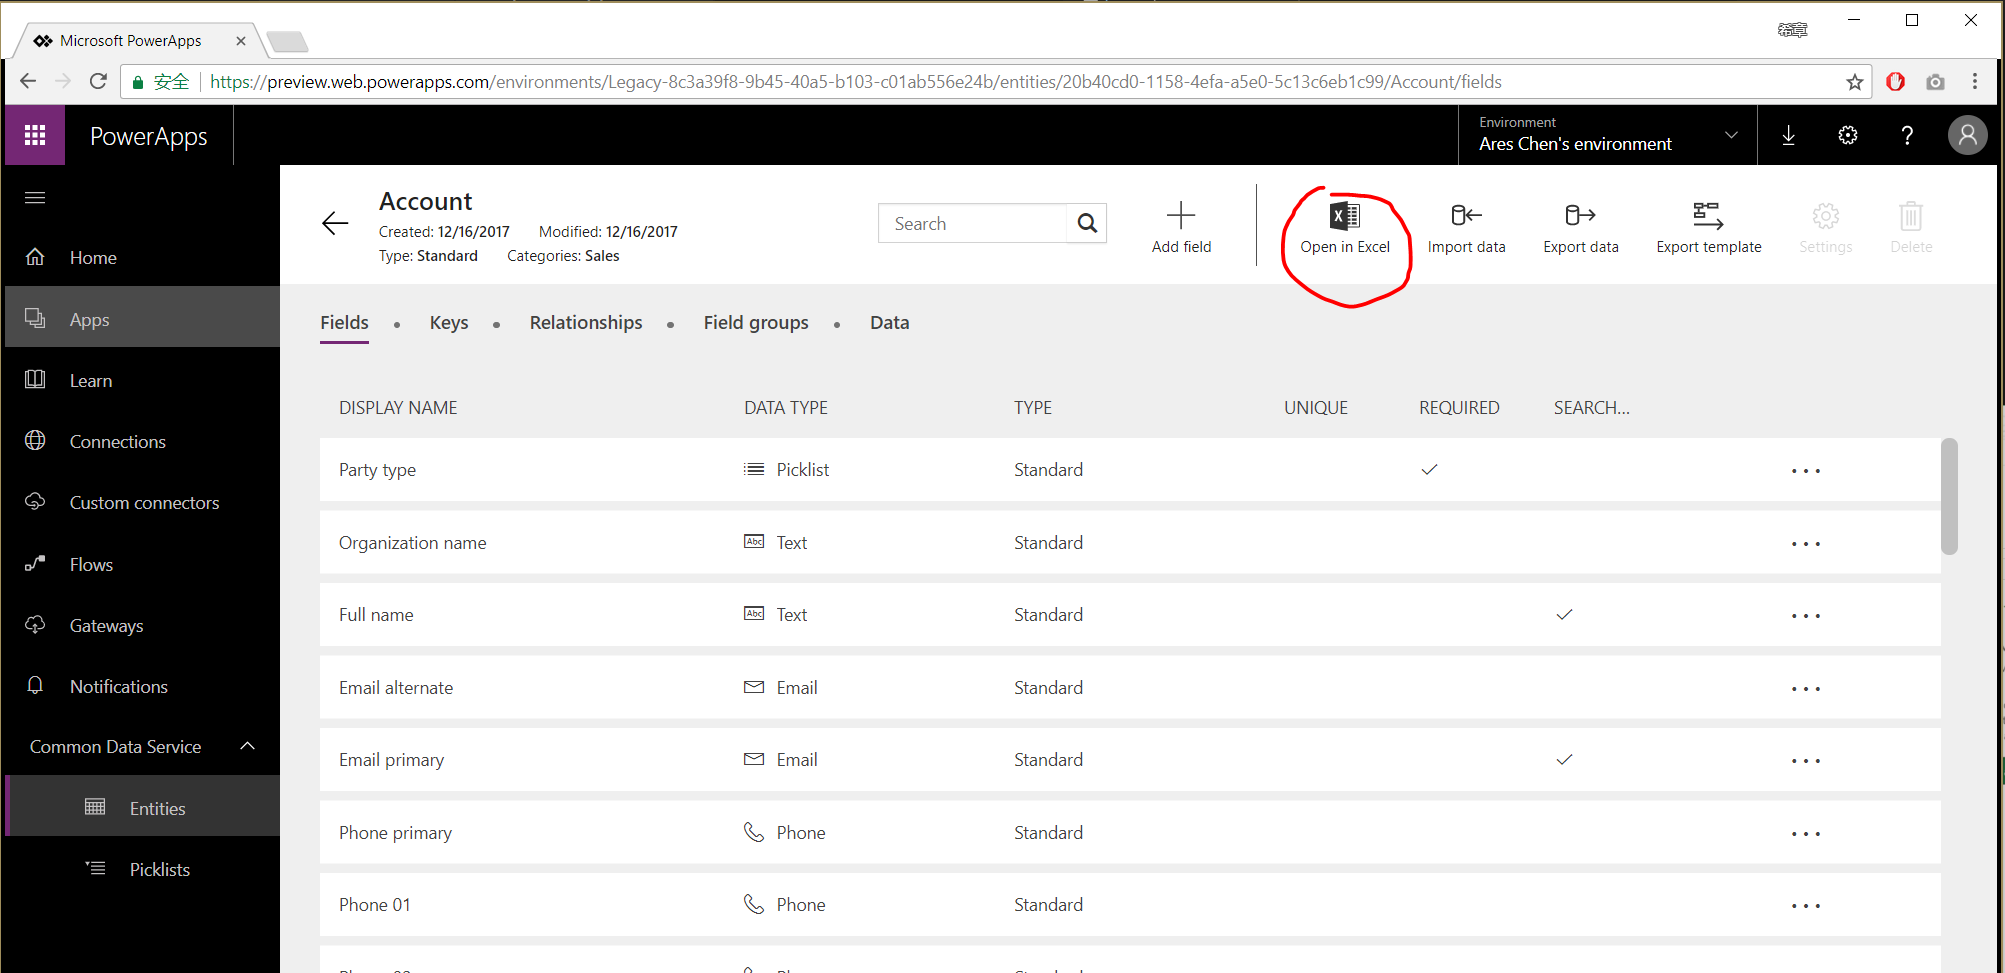 Microsoft PowerApps
希章
安全 https://preview.web.powerapps.com/environments/Legacy-8c3a39f8-9b45-40a5-b103-c01ab556e24b/entities/20b40cd0-1158-4efa-a5e0-5c13c6eb1c99/Account/fields
PowerApps
Environment
Ares Chen's environment
Home
Apps
Learn
Connections
Custom connectors
Flows
Gateways
Notifications
Common Data Service
Entities
Picklists
Account
Created: 12/16/2017 Modified: 12/16/2017
Type: Standard Categories: Sales
Search
Add field
Open in Excel
Import data
Export data
Export template
Settings
Delete
Fields • Keys • Relationships • Field groups • Data
DISPLAY NAME DATA TYPE TYPE UNIQUE REQUIRED SEARCH...
Party type Picklist Standard
Organization name Abc Text Standard
Full name Abc Text Standard
Email alternate Email Standard
Email primary Email Standard
Phone primary Phone Standard
Phone 01 Phone Standard